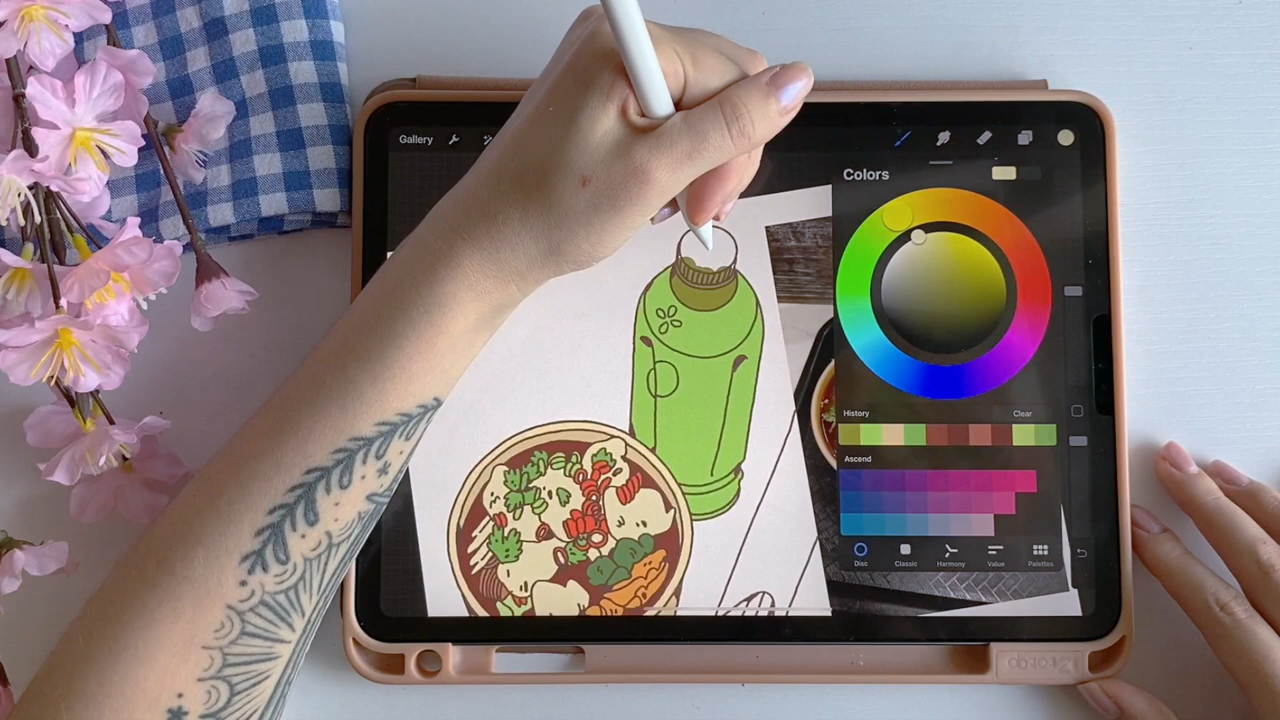 Gallery
Colors
History Clear
Ascend
Disc Classic Harmony Value Palettes